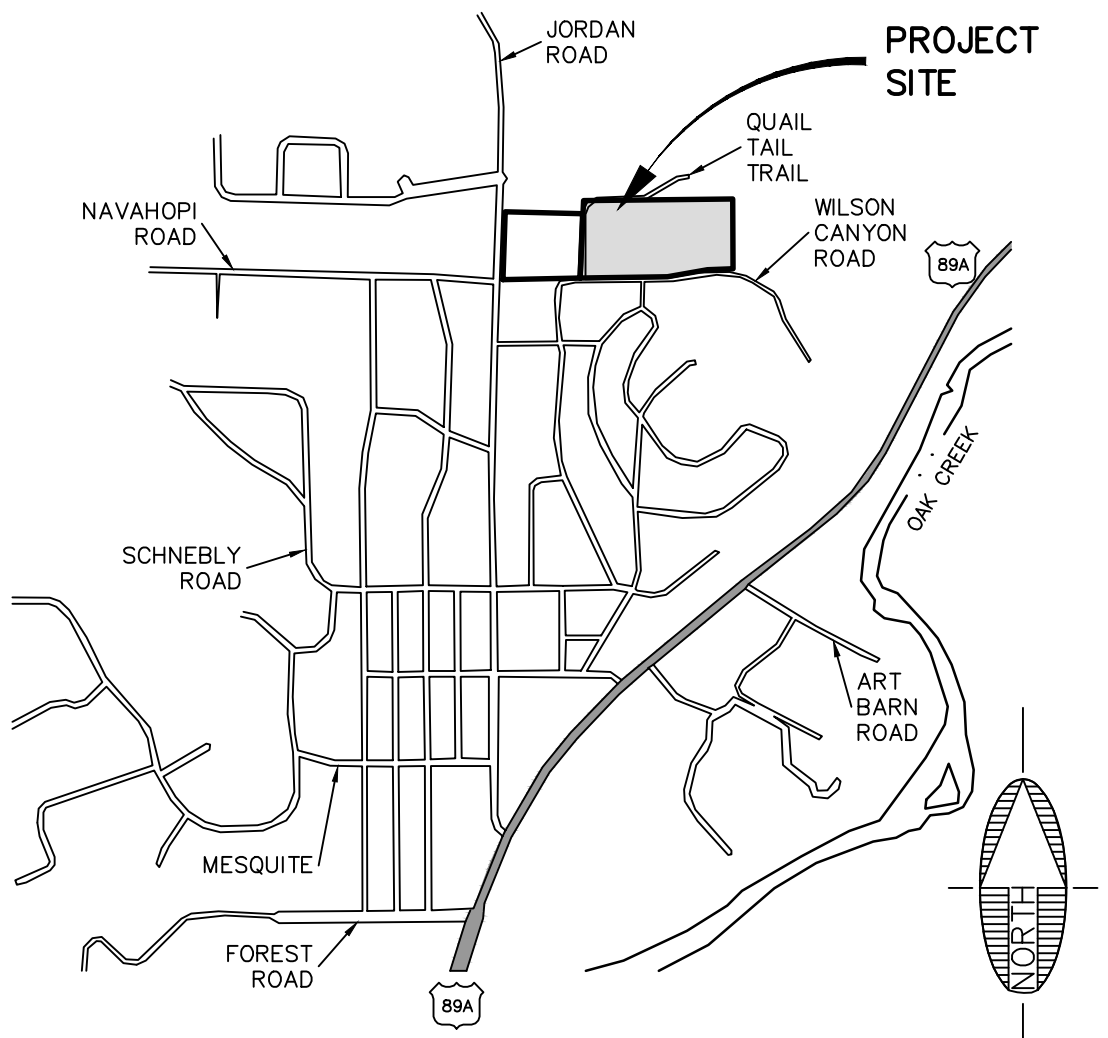 JORDAN
ROAD
PROJECT
SITE
QUAIL
TAIL
TRAIL
NAVAHOPI
ROAD
WILSON
CANYON
ROAD
89A
OAK CREEK
SCHNEBLY
ROAD
ART
BARN
ROAD
MESQUITE
FOREST
ROAD
NORTH
89A